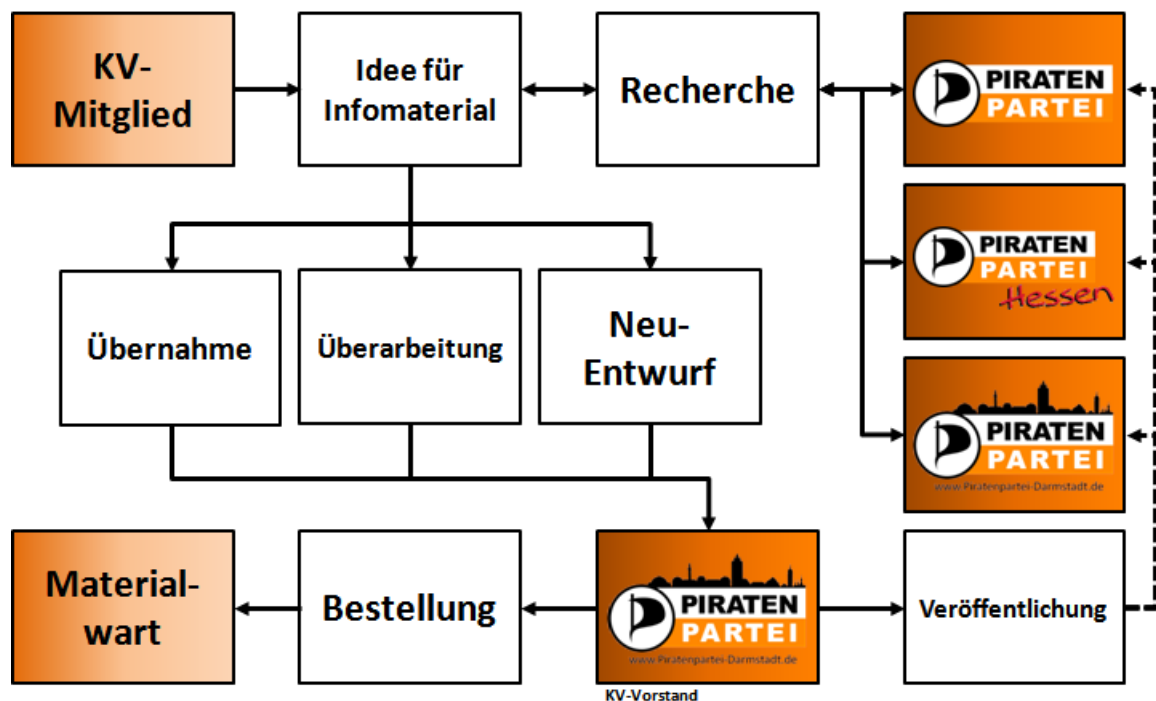 KV-
Mitglied
Idee für
Infomaterial
Recherche
PIRATEN
PARTEI
PIRATEN
PARTEI
Hessen
Übernahme
Überarbeitung
Neu-
Entwurf
PIRATEN
PARTEI
www.Piratenpartei-Darmstadt.de
Material-
wart
Bestellung
PIRATEN
PARTEI
www.Piratenpartei-Darmstadt.de
KV-Vorstand
Veröffentlichung